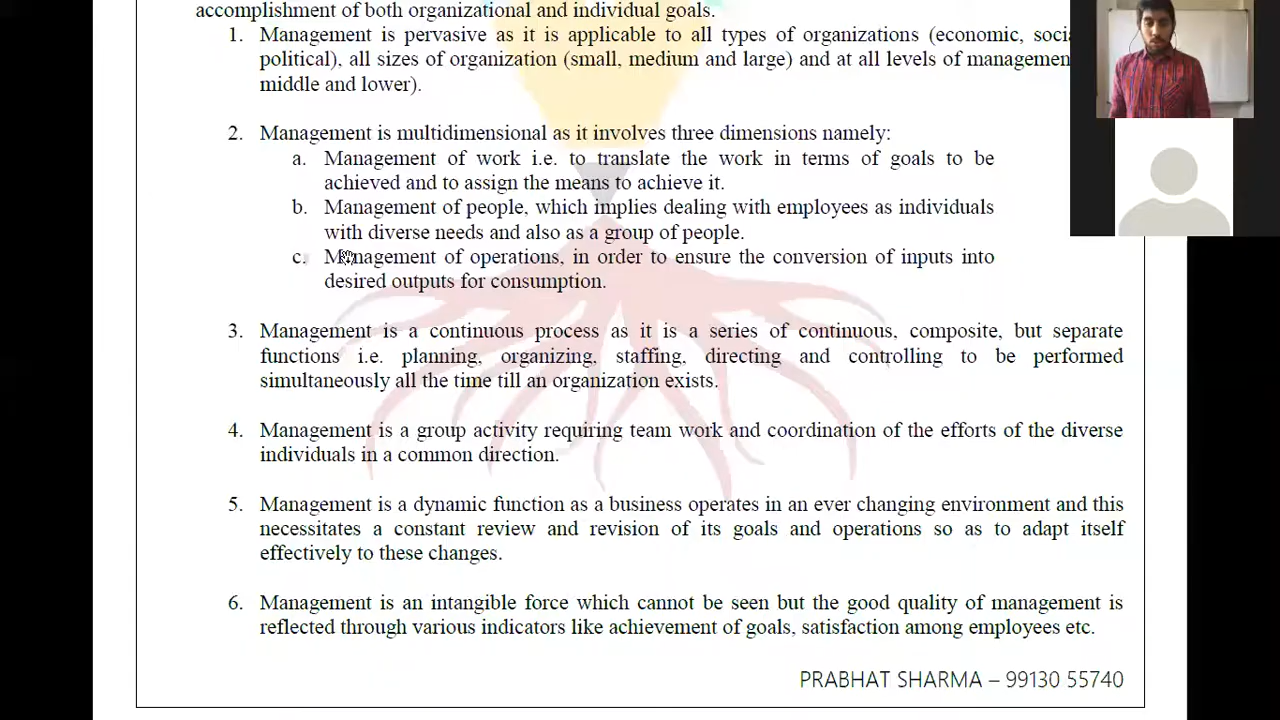 accomplishment of both organizational and individual goals.
1. Management is pervasive as it is applicable to all types of organizations (economic,
political), all sizes of organization (small, medium and large) and at all levels of
middle and lower).
2. Management is multidimensional as it involves three dimensions namely:
a. Management of work i.e. to translate the work in terms of goals to be
achieved and to assign the means to achieve it.
b. Management of people, which implies dealing with employees as individuals
with diverse needs and also as a group of people.
c. Management of operations, in order to ensure the conversion of inputs into
desired outputs for consumption.
3. Management is a continuous process as it is a series of continuous, composite, but separate
functions i.e. planning, organizing, staffing, directing and controlling to be performed
simultaneously all the time till an organization exists.
4. Management is a group activity requiring team work and coordination of the efforts of the diverse
individuals in a common direction.
5. Management is a dynamic function as a business operates in an ever changing environment and this
necessitates a constant review and revision of its goals and operations so as to adapt itself
effectively to these changes.
6. Management is an intangible force which cannot be seen but the good quality of management is
reflected through various indicators like achievement of goals, satisfaction among employees etc.
PRABHAT SHARMA – 99130 55740